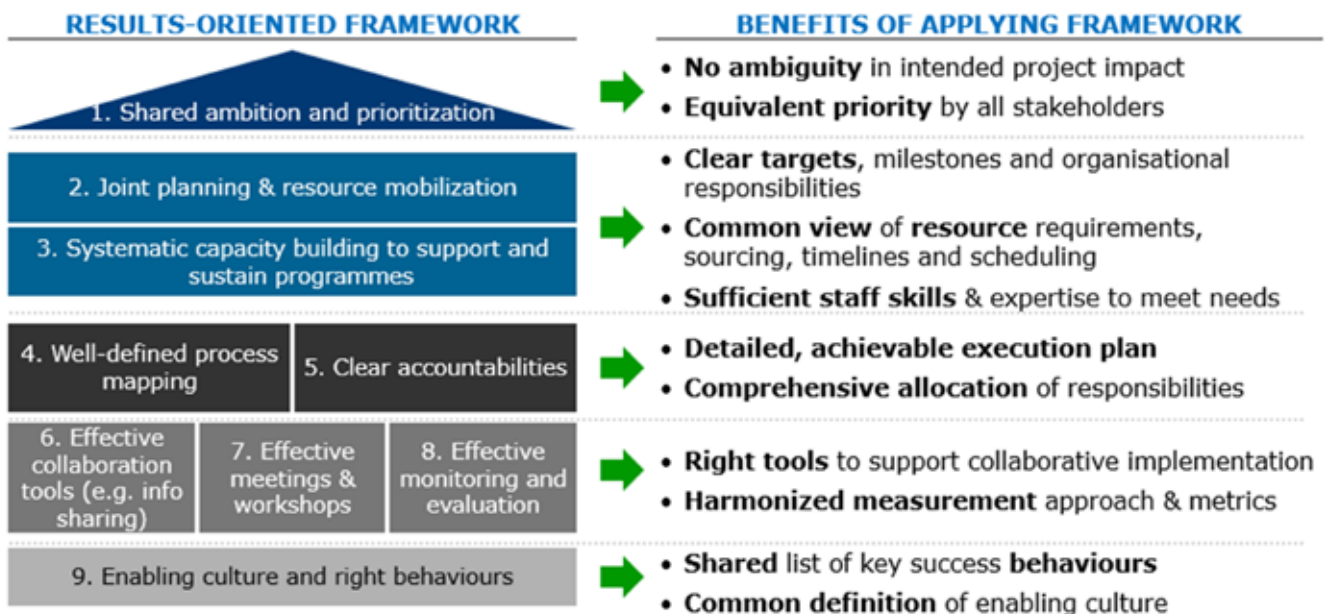 RESULTS-ORIENTED FRAMEWORK
BENEFITS OF APPLYING FRAMEWORK
1. Shared ambition and prioritization
• No ambiguity in intended project impact
• Equivalent priority by all stakeholders
2. Joint planning & resource mobilization
3. Systematic capacity building to support and
sustain programmes
• Clear targets, milestones and organisational
responsibilities
• Common view of resource requirements,
sourcing, timelines and scheduling
• Sufficient staff skills & expertise to meet needs
4. Well-defined process
mapping
5. Clear accountabilities
• Detailed, achievable execution plan
• Comprehensive allocation of responsibilities
6. Effective
collaboration
tools (e.g. info
sharing)
7. Effective
meetings &
workshops
8. Effective
monitoring and
evaluation
• Right tools to support collaborative implementation
• Harmonized measurement approach & metrics
9. Enabling culture and right behaviours
• Shared list of key success behaviours
• Common definition of enabling culture